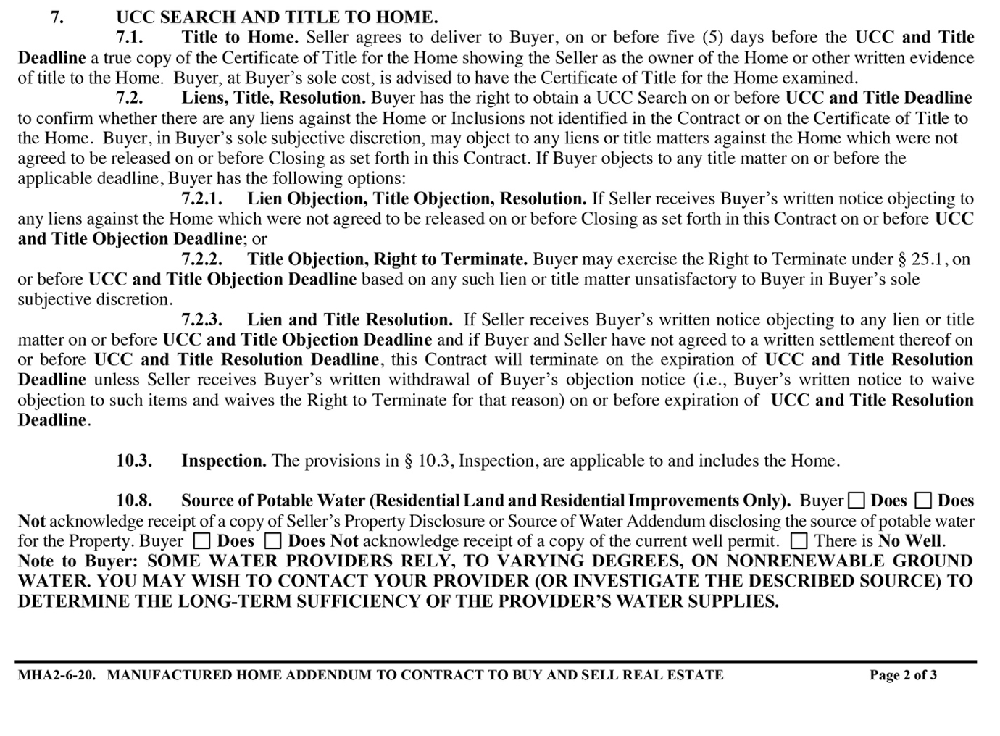 7. UCC SEARCH AND TITLE TO HOME.
7.1. Title to Home. Seller agrees to deliver to Buyer, on or before five (5) days before the UCC and Title
Deadline a true copy of the Certificate of Title for the Home showing the Seller as the owner of the Home or other written evidence
of title to the Home. Buyer, at Buyer’s sole cost, is advised to have the Certificate of Title for the Home examined.
7.2. Liens, Title, Resolution. Buyer has the right to obtain a UCC Search on or before UCC and Title Deadline
to confirm whether there are any liens against the Home or Inclusions not identified in the Contract or on the Certificate of Title to
the Home. Buyer, in Buyer’s sole subjective discretion, may object to any liens or title matters against the Home which were not
agreed to be released on or before Closing as set forth in this Contract. If Buyer objects to any title matter on or before the
applicable deadline, Buyer has the following options:
7.2.1. Lien Objection, Title Objection, Resolution. If Seller receives Buyer’s written notice objecting to
any liens against the Home which were not agreed to be released on or before Closing as set forth in this Contract on or before UCC
and Title Objection Deadline; or
7.2.2. Title Objection, Right to Terminate. Buyer may exercise the Right to Terminate under § 25.1, on
or before UCC and Title Objection Deadline based on any such lien or title matter unsatisfactory to Buyer in Buyer’s sole
subjective discretion.
7.2.3. Lien and Title Resolution. If Seller receives Buyer’s written notice objecting to any lien or title
matter on or before UCC and Title Objection Deadline and if Buyer and Seller have not agreed to a written settlement thereof on
or before UCC and Title Resolution Deadline, this Contract will terminate on the expiration of UCC and Title Resolution
Deadline unless Seller receives Buyer’s written withdrawal of Buyer’s objection notice (i.e., Buyer’s written notice to waive
objection to such items and waives the Right to Terminate for that reason) on or before expiration of UCC and Title Resolution
Deadline.
10.3. Inspection. The provisions in § 10.3, Inspection, are applicable to and includes the Home.
10.8. Source of Potable Water (Residential Land and Residential Improvements Only). Buyer ☐ Does ☐ Does
Not acknowledge receipt of a copy of Seller’s Property Disclosure or Source of Water Addendum disclosing the source of potable water
for the Property. Buyer ☐ Does ☐ Does Not acknowledge receipt of a copy of the current well permit. ☐ There is No Well.
Note to Buyer: SOME WATER PROVIDERS RELY, TO VARYING DEGREES, ON NONRENEWABLE GROUND
WATER. YOU MAY WISH TO CONTACT YOUR PROVIDER (OR INVESTIGATE THE DESCRIBED SOURCE) TO
DETERMINE THE LONG-TERM SUFFICIENCY OF THE PROVIDER’S WATER SUPPLIES.
MHA2-6-20. MANUFACTURED HOME ADDENDUM TO CONTRACT TO BUY AND SELL REAL ESTATE Page 2 of 3